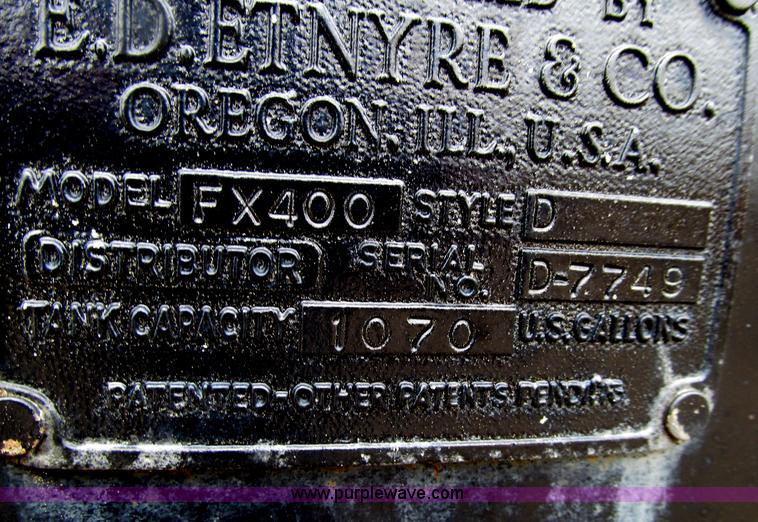 BY
E.D. ETNYRE & CO.
OREGON, ILL., U.S.A.
MODEL FX400 STYLE D
DISTRIBUTOR SERIAL NO. D-7749
TANK CAPACITY 1070 U.S. GALLONS
PATENTED-OTHER PATENTS PENDING
www.purplewave.com